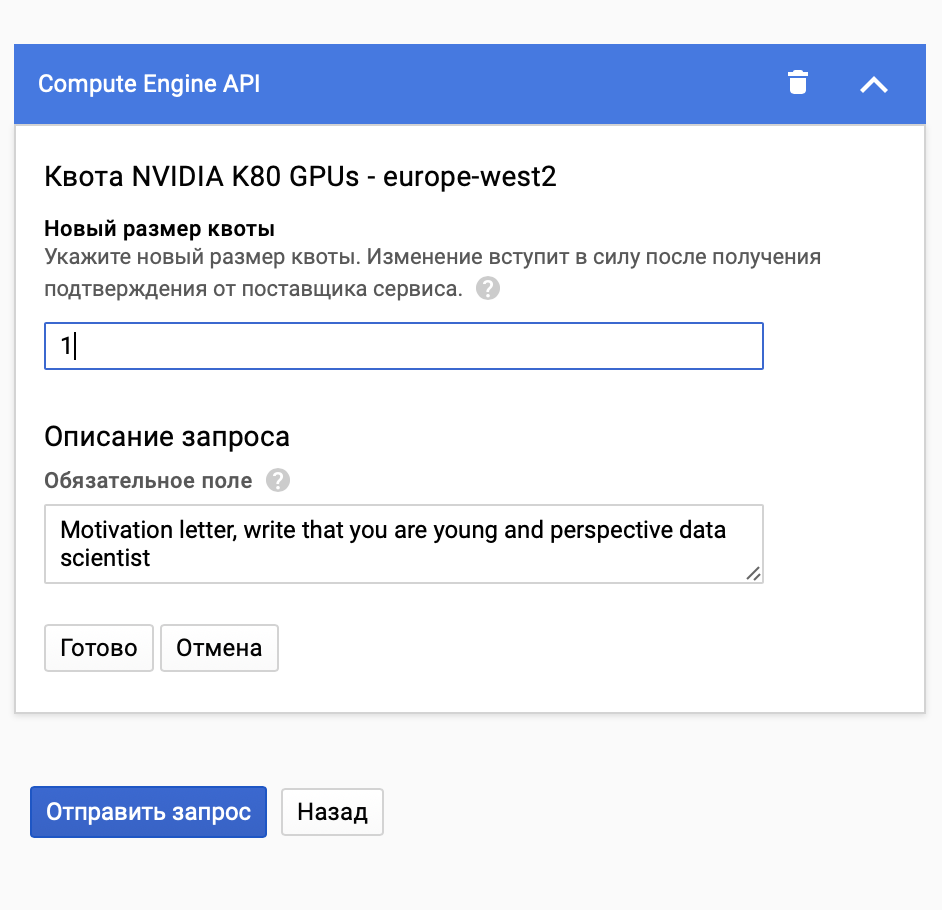 Compute Engine API
Квота NVIDIA K80 GPUs - europe-west2
Новый размер квоты
Укажите новый размер квоты. Изменение вступит в силу после получения
подтверждения от поставщика сервиса. ?
1
Описание запроса
Обязательное поле ?
Motivation letter, write that you are young and perspective data
scientist
Готово Отмена
Отправить запрос Назад